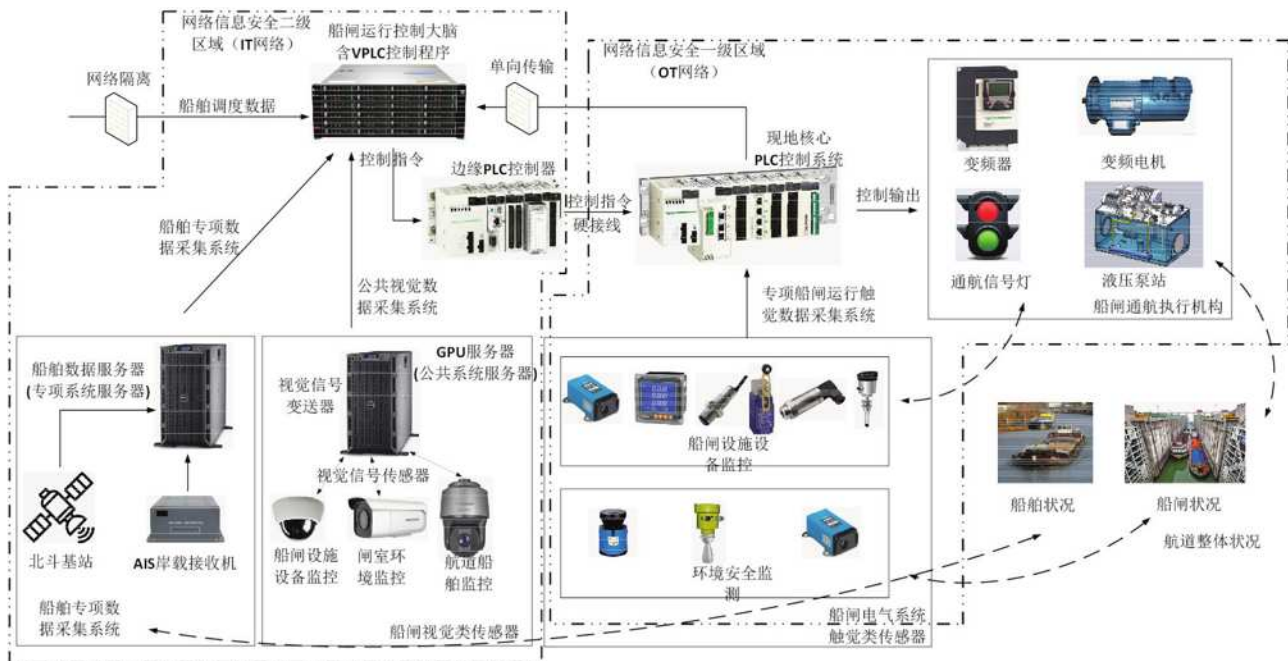 网络信息安全二级
区域（IT网络）
船闸运行控制大脑
含VPLC控制程序
网络隔离
船舶调度数据
单向传输
网络信息安全一级区域
（OT网络）
变频器
变频电机
通航信号灯
液压泵站
船闸通航执行机构
控制指令
边缘PLC控制器
控制指令
硬接线
现地核心
PLC控制系统
控制输出
船舶专项数
据采集系统
公共视觉数
据采集系统
专项船闸运行触
觉数据采集系统
船舶数据服务器
(专项系统服务器)
北斗基站
AIS岸载接收机
船舶专项数
据采集系统
GPU服务器
(公共系统服务器)
视觉信号
变送器
视觉信号传感器
船闸设施
设备监控
闸室环
境监控
航道船
舶监控
船闸视觉类传感器
船闸设施设
备监控
环境安全监
测
船闸电气系统
触觉类传感器
船舶状况
船闸状况
航道整体状况